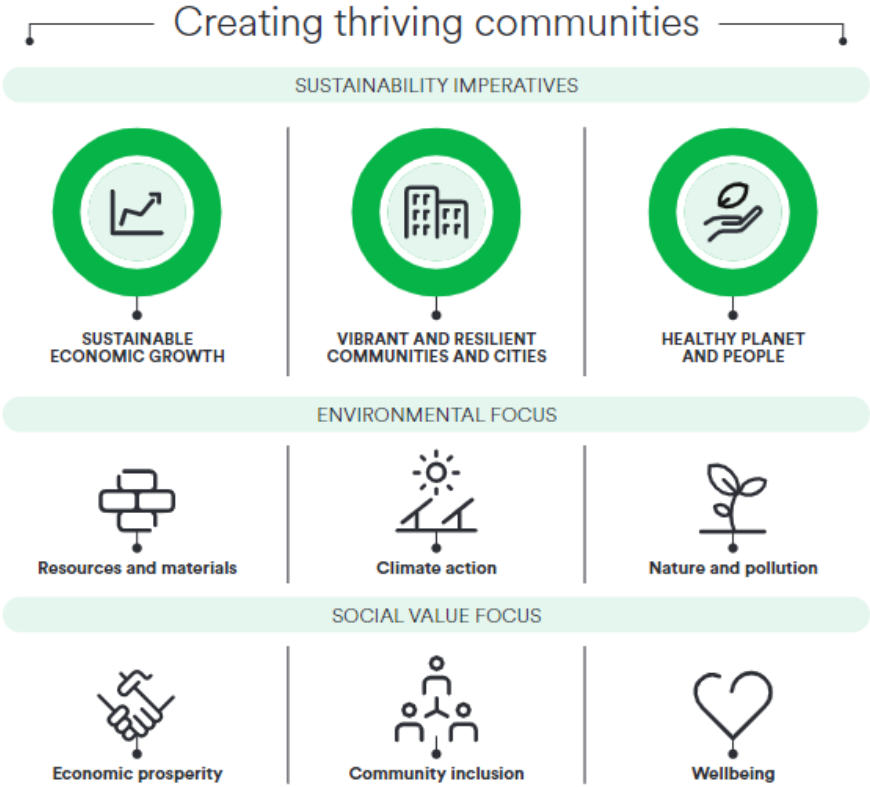 Creating thriving communities
SUSTAINABILITY IMPERATIVES
SUSTAINABLE
ECONOMIC GROWTH
VIBRANT AND RESILIENT
COMMUNITIES AND CITIES
HEALTHY PLANET
AND PEOPLE
ENVIRONMENTAL FOCUS
Resources and materials
Climate action
Nature and pollution
SOCIAL VALUE FOCUS
Economic prosperity
Community inclusion
Wellbeing